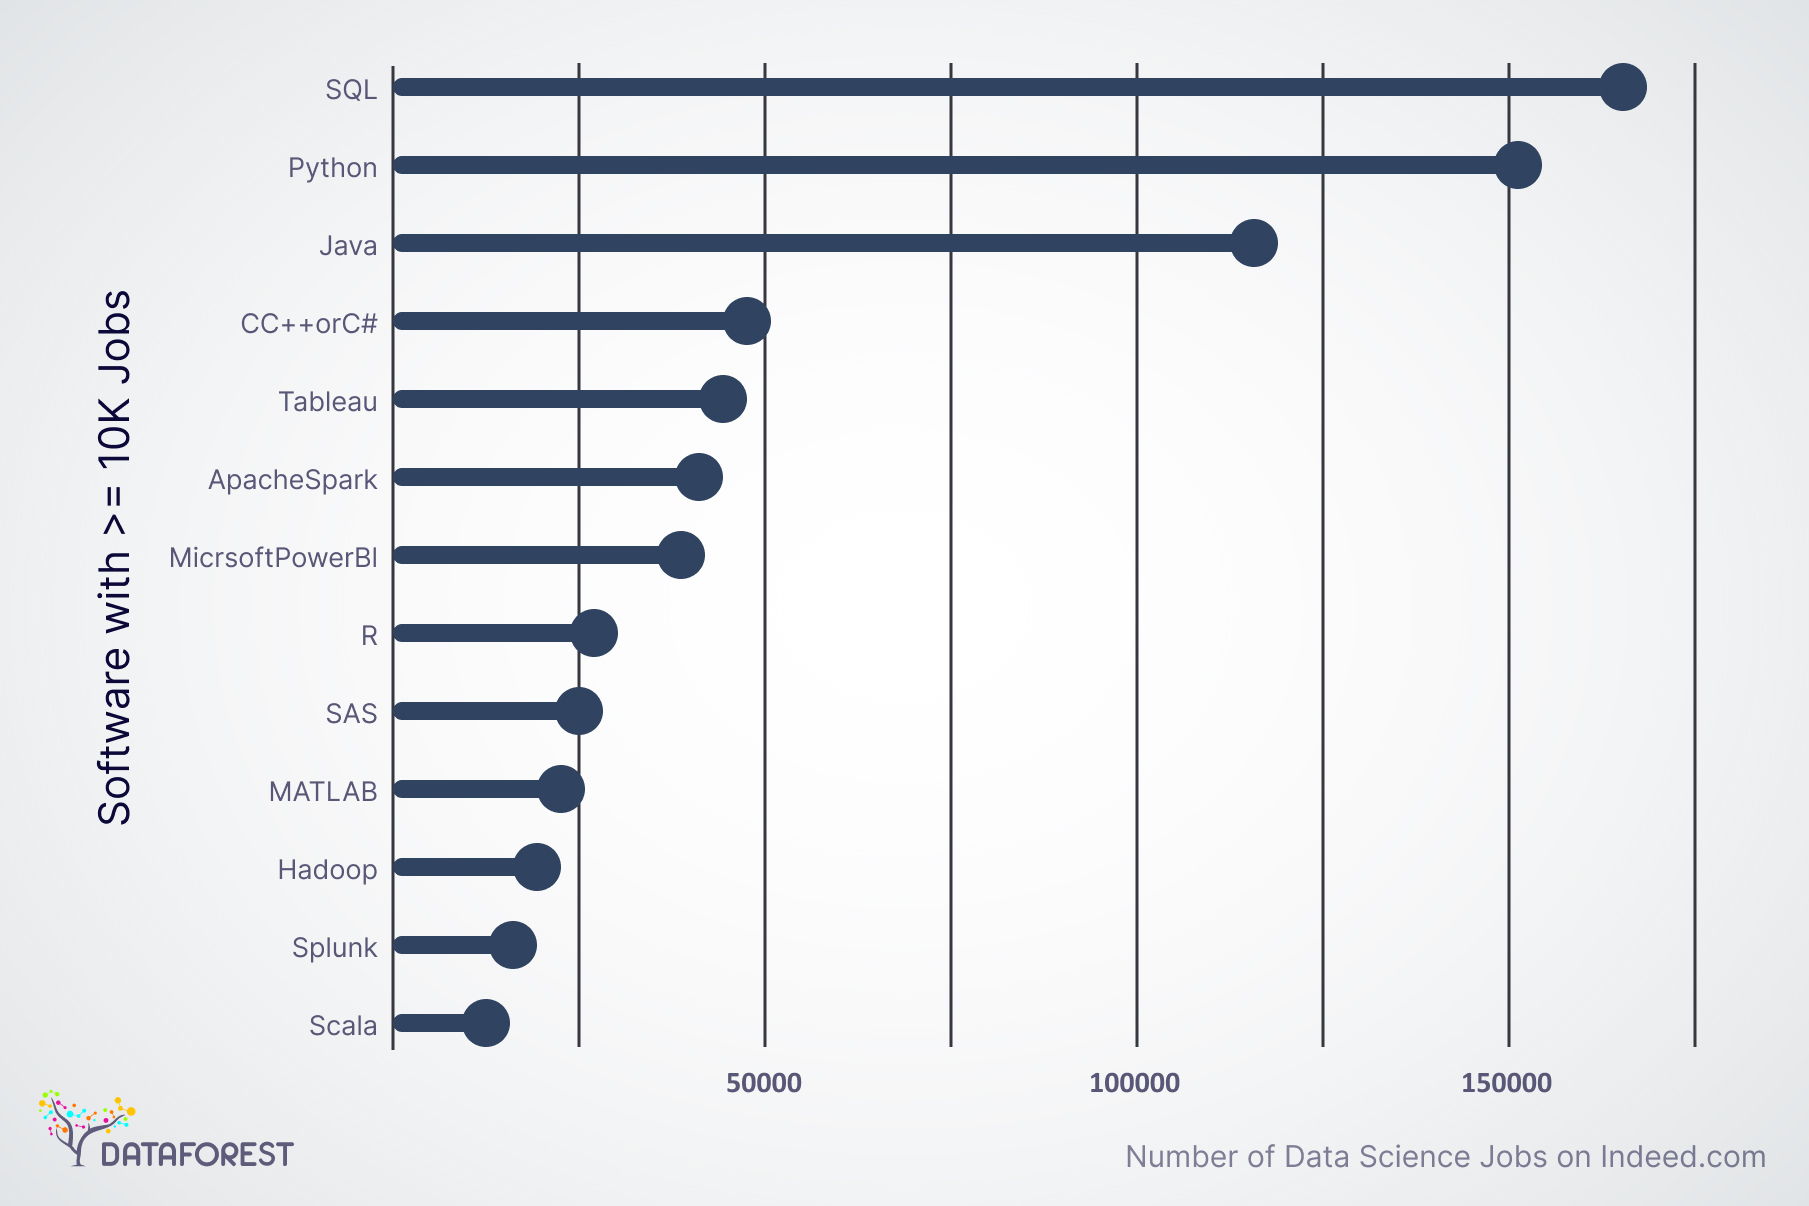 SQL
Python
Java
CC++orC#
Tableau
ApacheSpark
MicrsoftPowerBI
R
SAS
MATLAB
Hadoop
Splunk
Scala
Software with >= 10K Jobs
50000
100000
150000
DATAFOREST
Number of Data Science Jobs on Indeed.com